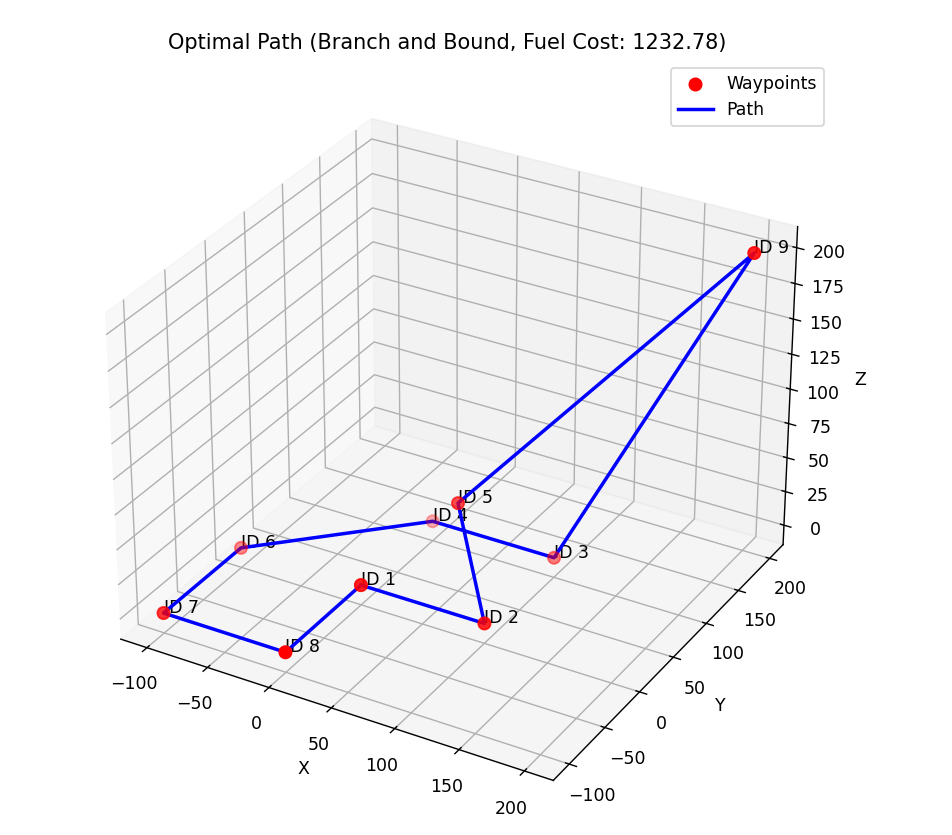 Optimal Path (Branch and Bound, Fuel Cost: 1232.78)
Waypoints
Path
ID 9
ID 5
ID 4
ID 3
ID 6
ID 1
ID 7
ID 2
ID 8
−100
−50
0
50
100
150
200
X
−100
−50
0
50
100
150
200
Y
200
175
150
125
100
75
50
25
0
Z